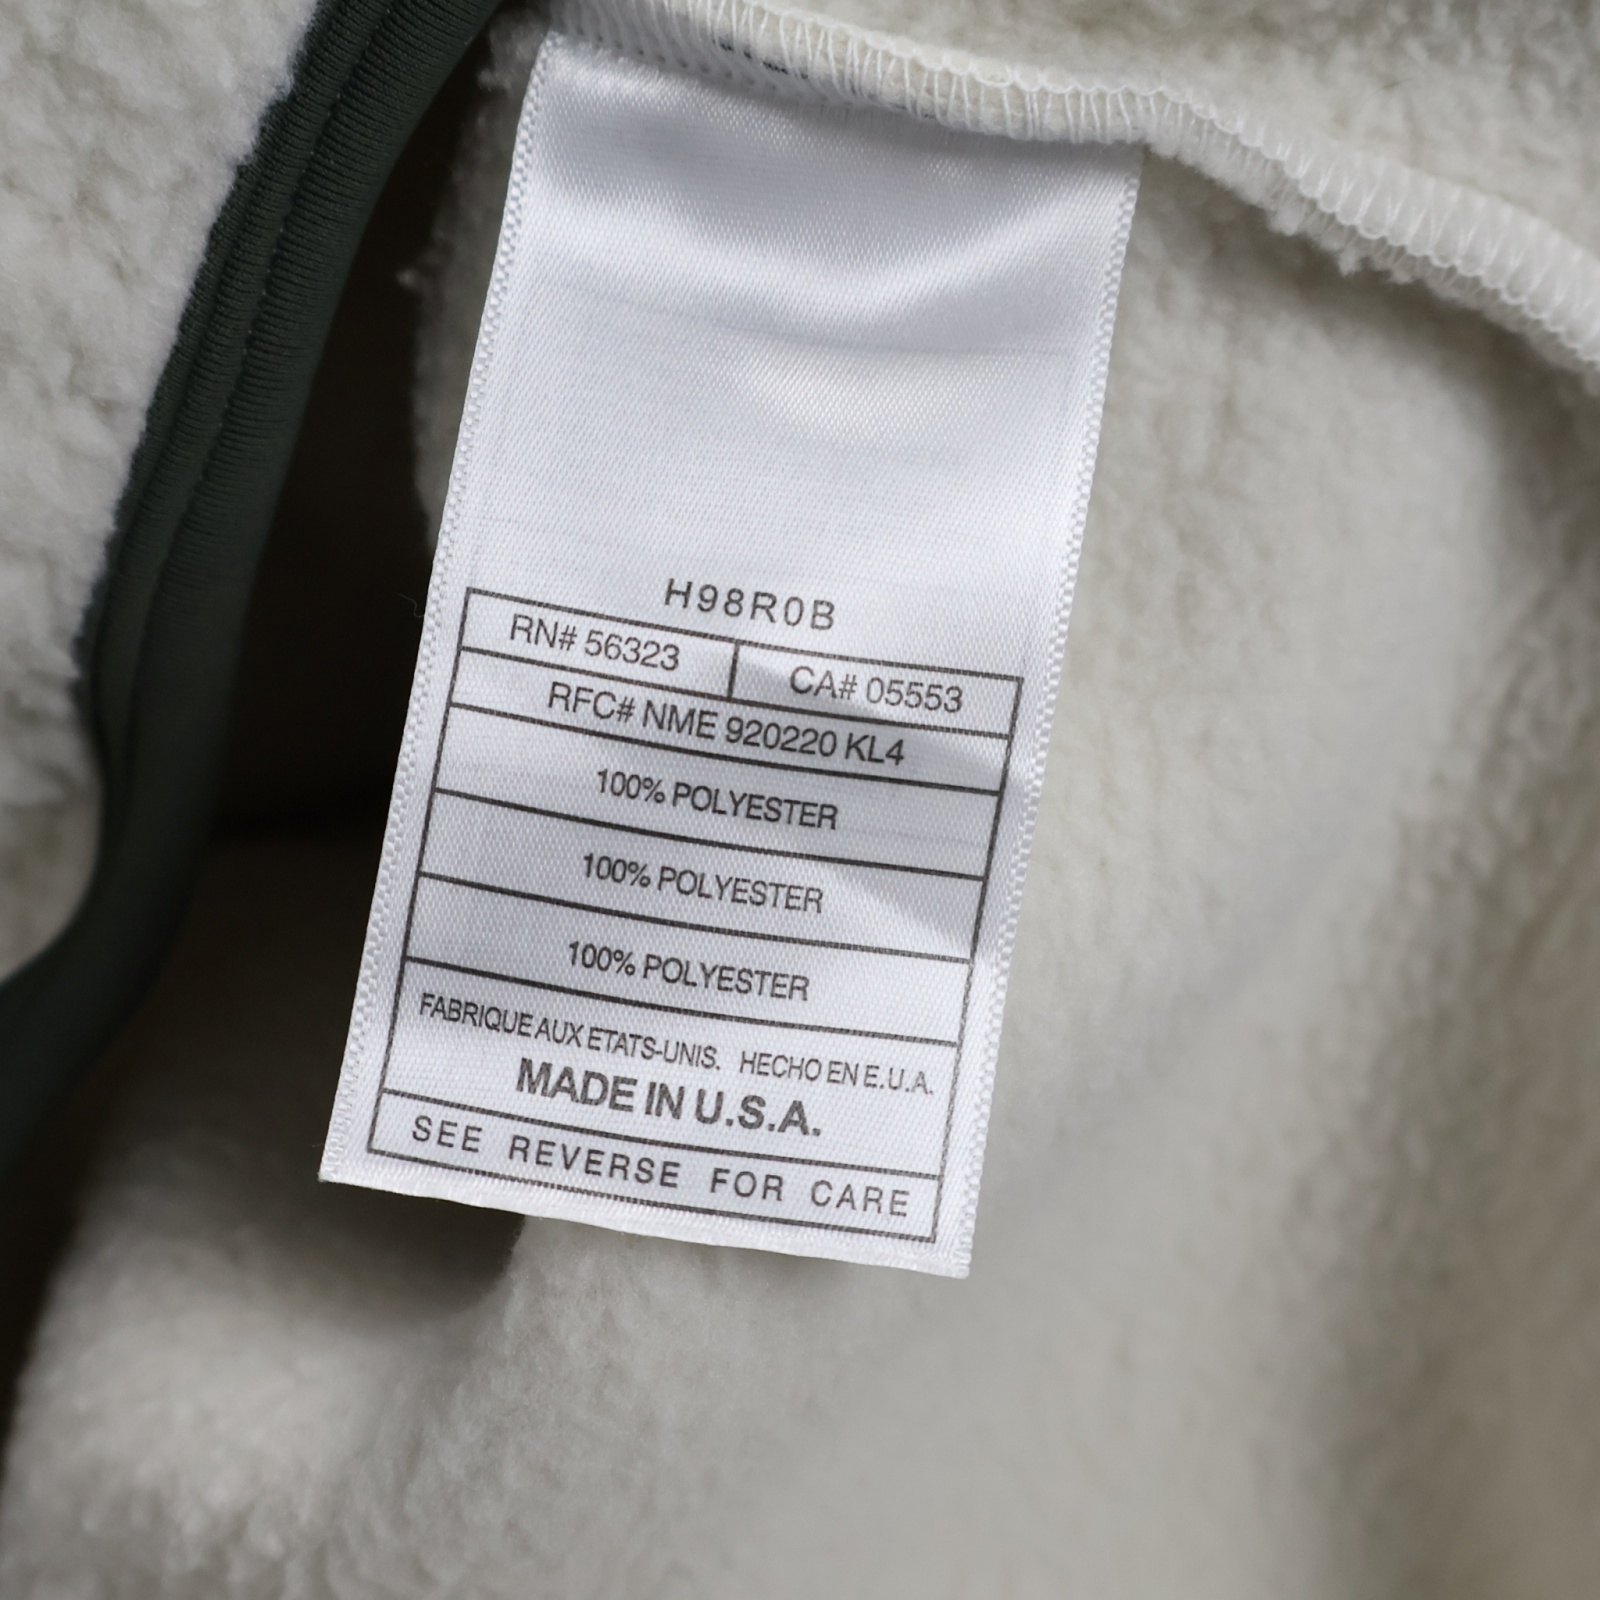 H98R0B
RN# 56323 CA# 05553
RFC# NME 920220 KL4
100% POLYESTER
100% POLYESTER
100% POLYESTER
FABRIQUE AUX ETATS-UNIS. HECHO EN E.U.A.
MADE IN U.S.A.
SEE REVERSE FOR CARE